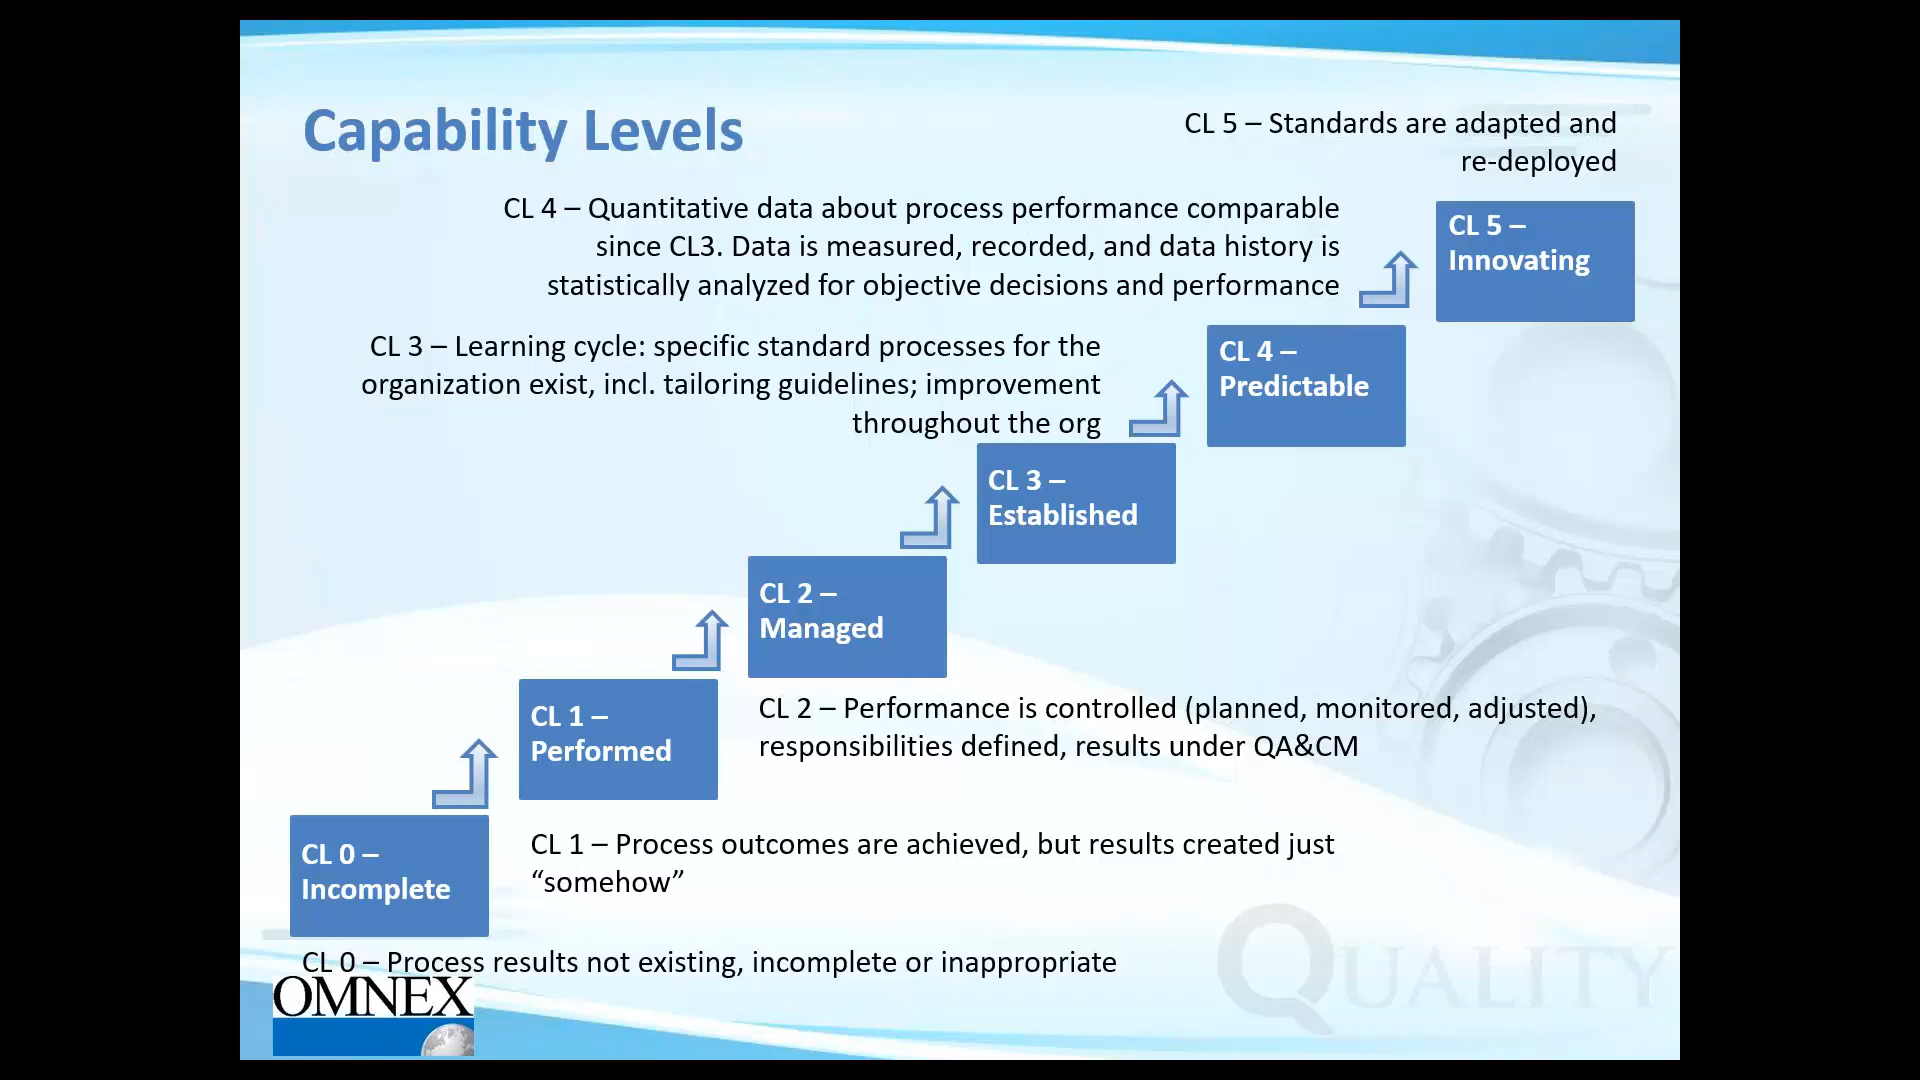 Capability Levels
CL 5 – Standards are adapted and
re-deployed
CL 4 – Quantitative data about process performance comparable
since CL3. Data is measured, recorded, and data history is
statistically analyzed for objective decisions and performance
CL 5 –
Innovating
CL 3 – Learning cycle: specific standard processes for the
organization exist, incl. tailoring guidelines; improvement
throughout the org
CL 4 –
Predictable
CL 3 –
Established
CL 2 –
Managed
CL 2 – Performance is controlled (planned, monitored, adjusted),
responsibilities defined, results under QA&CM
CL 1 –
Performed
CL 1 – Process outcomes are achieved, but results created just
“somehow”
CL 0 –
Incomplete
CL 0 – Process results not existing, incomplete or inappropriate
OMNEX
QUALITY